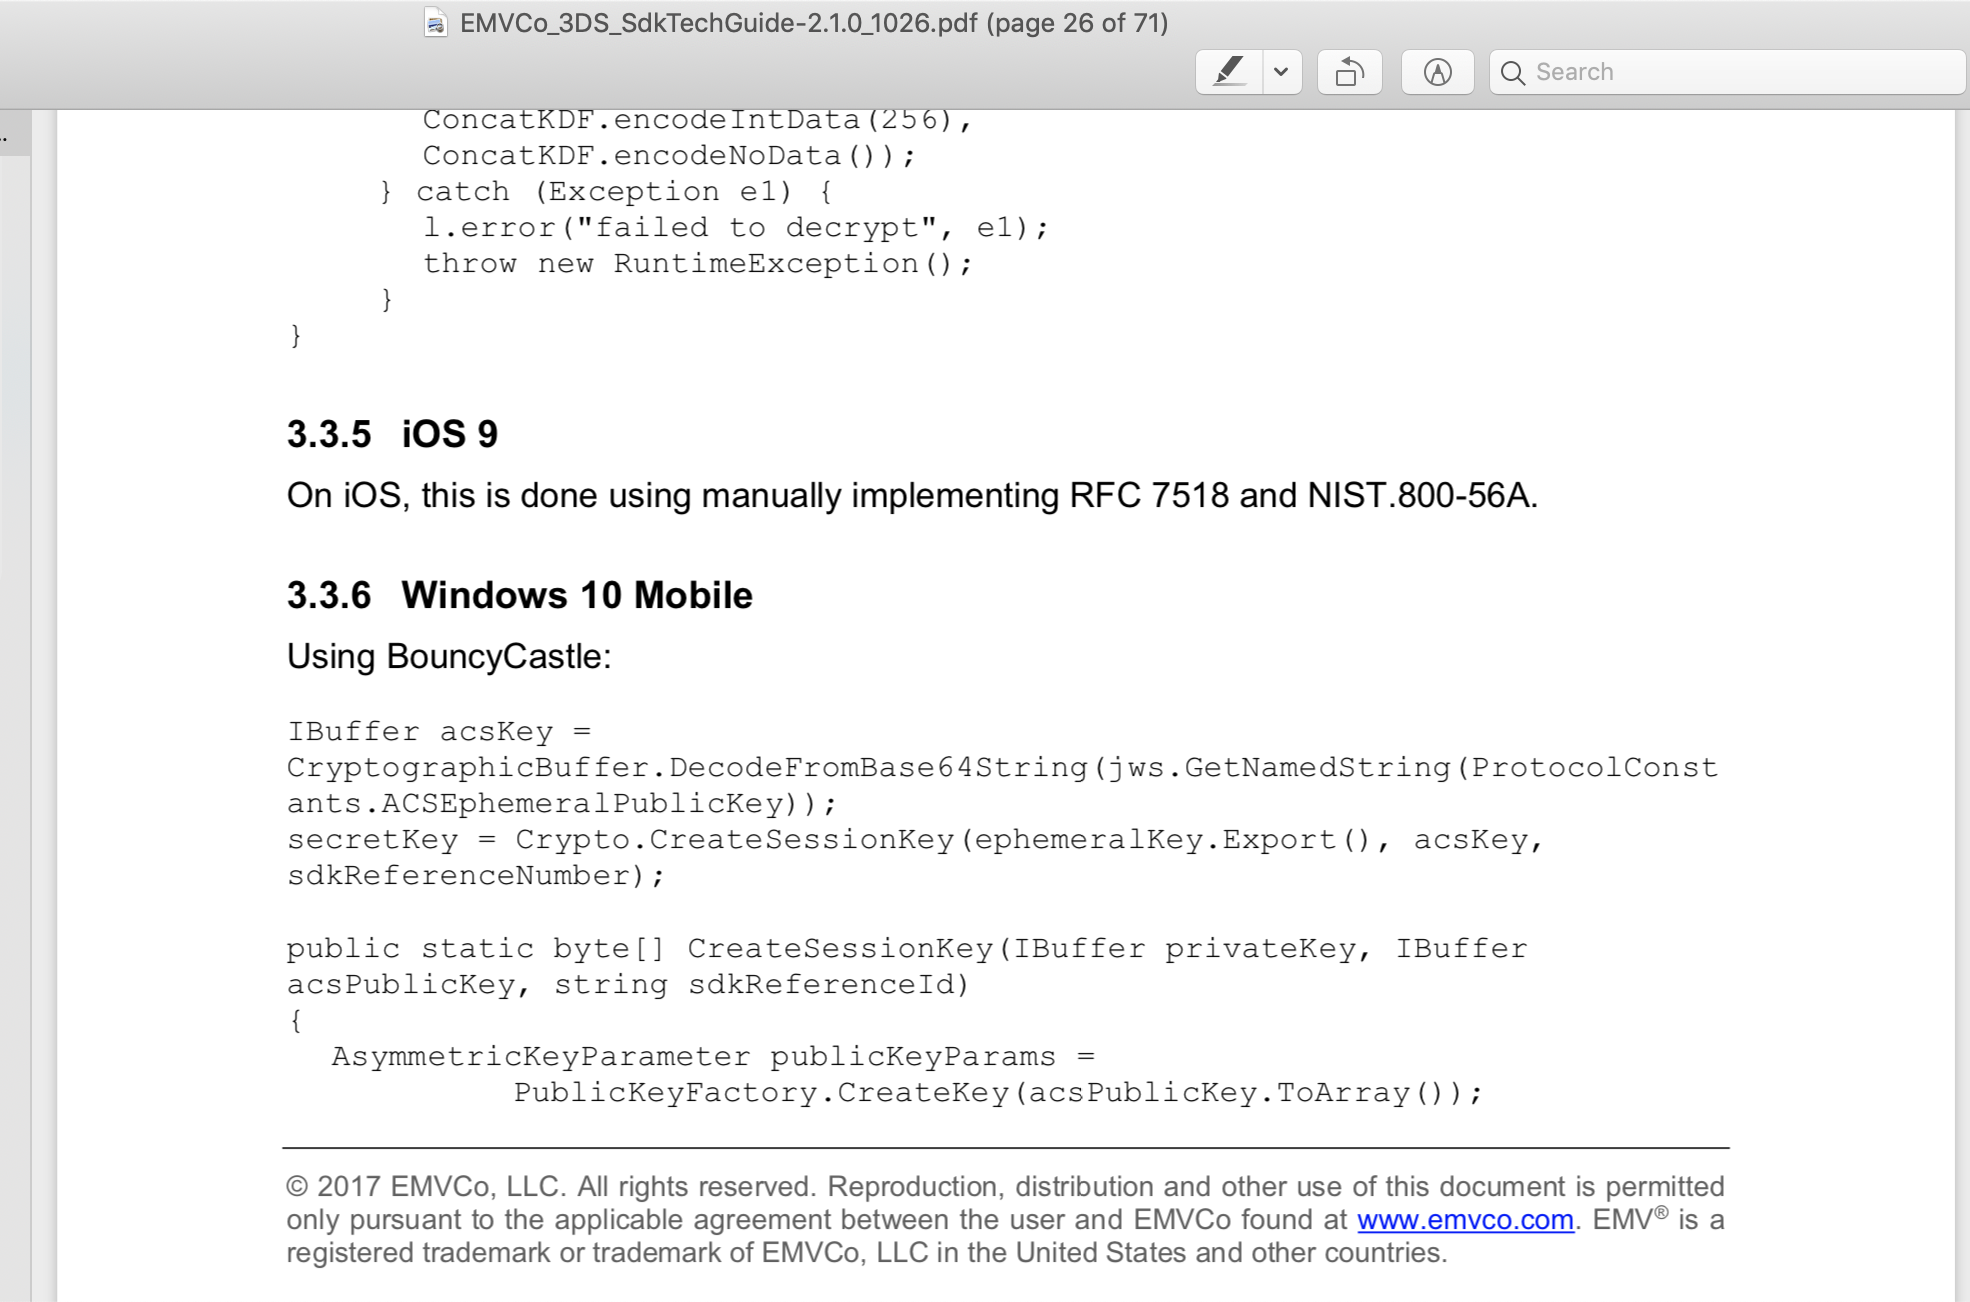 EMVCo_3DS_SdkTechGuide-2.1.0_1026.pdf (page 26 of 71)
Search
..
ConcatKDF.encodeIntData(256),
ConcatKDF.encodeNoData());
} catch (Exception e1) {
l.error("failed to decrypt", e1);
throw new RuntimeException();
}
}
3.3.5 iOS 9
On iOS, this is done using manually implementing RFC 7518 and NIST.800-56A.
3.3.6 Windows 10 Mobile
Using BouncyCastle:
IBuffer acsKey =
CryptographicBuffer.DecodeFromBase64String(jws.GetNamedString(ProtocolConst
ants.ACSEphemeralPublicKey));
secretKey = Crypto.CreateSessionKey(ephemeralKey.Export(), acsKey,
sdkReferenceNumber);
public static byte[] CreateSessionKey(IBuffer privateKey, IBuffer
acsPublicKey, string sdkReferenceId)
{
AsymmetricKeyParameter publicKeyParams =
PublicKeyFactory.CreateKey(acsPublicKey.ToArray());
© 2017 EMVCo, LLC. All rights reserved. Reproduction, distribution and other use of this document is permitted
only pursuant to the applicable agreement between the user and EMVCo found at www.emvco.com. EMV® is a
registered trademark or trademark of EMVCo, LLC in the United States and other countries.